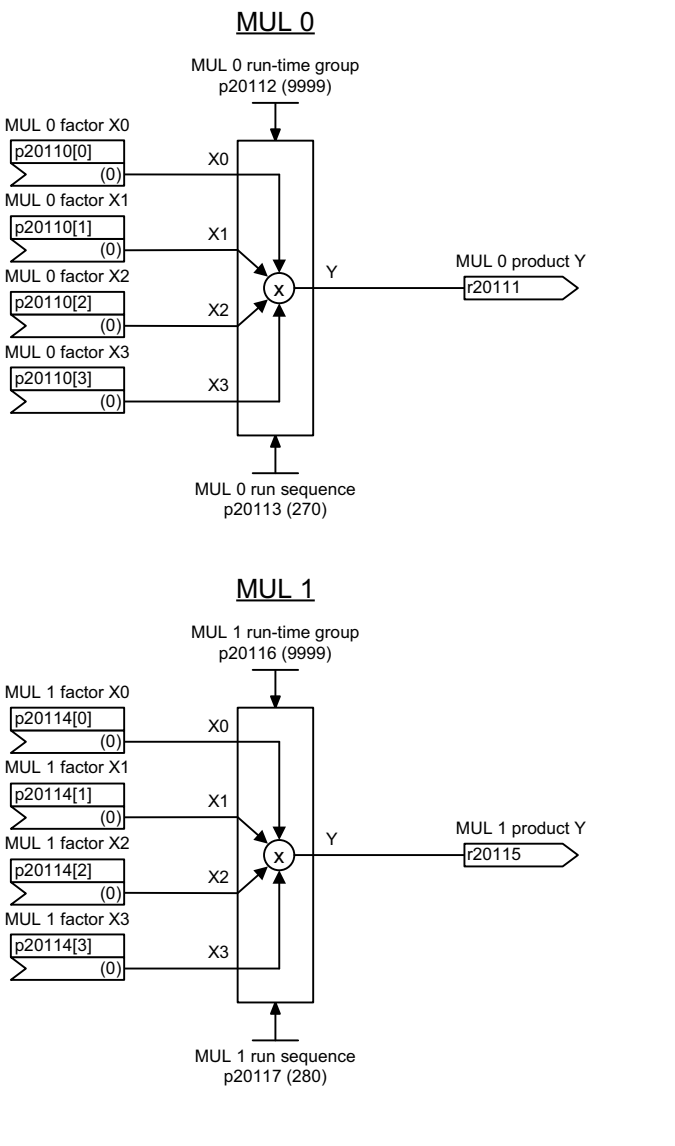 MUL 0
MUL 0 run-time group
p20112 (9999)
MUL 0 factor X0
p20110[0]
(0)
X0
MUL 0 factor X1
p20110[1]
(0)
X1
MUL 0 factor X2
p20110[2]
(0)
X2
MUL 0 factor X3
p20110[3]
(0)
X3
x
Y
MUL 0 product Y
r20111
MUL 0 run sequence
p20113 (270)
MUL 1
MUL 1 run-time group
p20116 (9999)
MUL 1 factor X0
p20114[0]
(0)
X0
MUL 1 factor X1
p20114[1]
(0)
X1
MUL 1 factor X2
p20114[2]
(0)
X2
MUL 1 factor X3
p20114[3]
(0)
X3
x
Y
MUL 1 product Y
r20115
MUL 1 run sequence
p20117 (280)